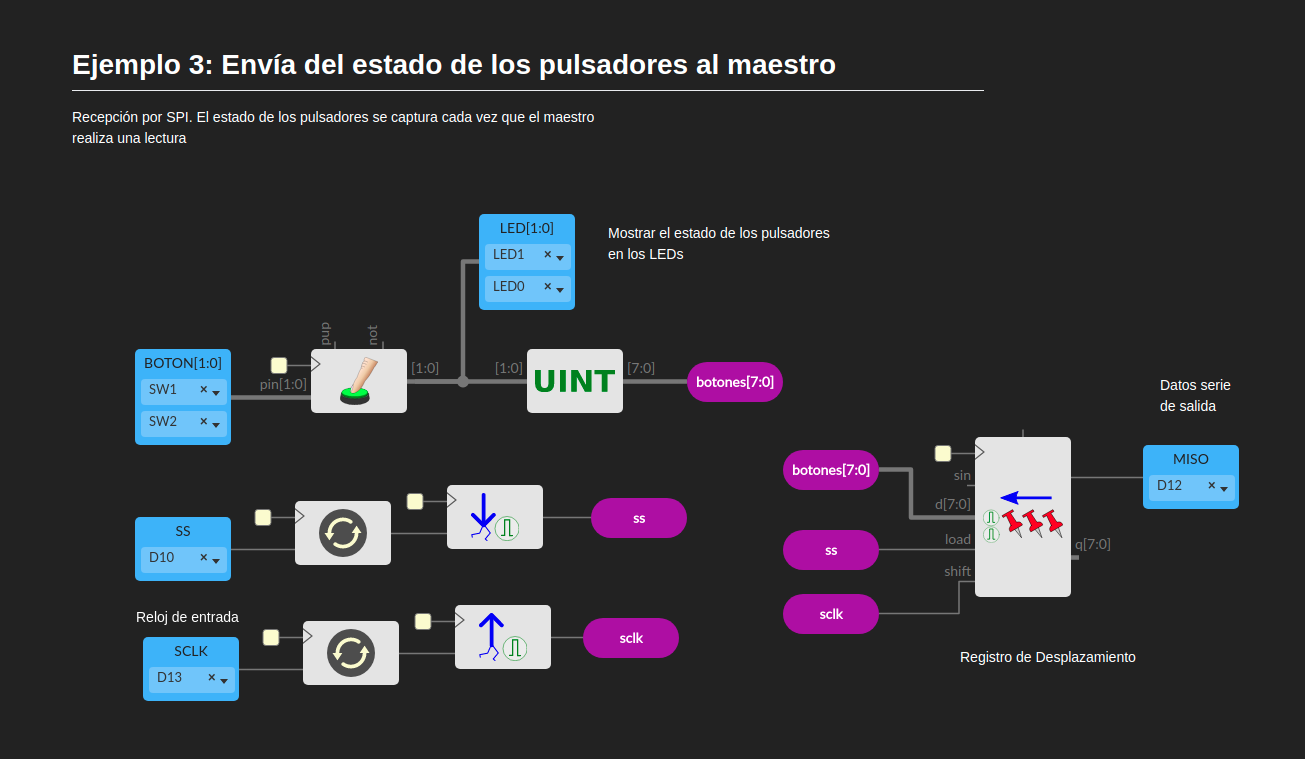 Ejemplo 3: Envía del estado de los pulsadores al maestro
Recepción por SPI. El estado de los pulsadores se captura cada vez que el maestro
realiza una lectura
LED[1:0]
LED1 ×
LED0 ×
Mostrar el estado de los pulsadores
en los LEDs
BOTON[1:0]
SW1 ×
SW2 ×
pin[1:0]
pup
not
[1:0]
[1:0]
UINT
[7:0]
botones[7:0]
Datos serie
de salida
botones[7:0]
ss
sclk
sin
d[7:0]
load
shift
q[7:0]
MISO
D12 ×
Registro de Desplazamiento
SS
D10 ×
ss
Reloj de entrada
SCLK
D13 ×
sclk